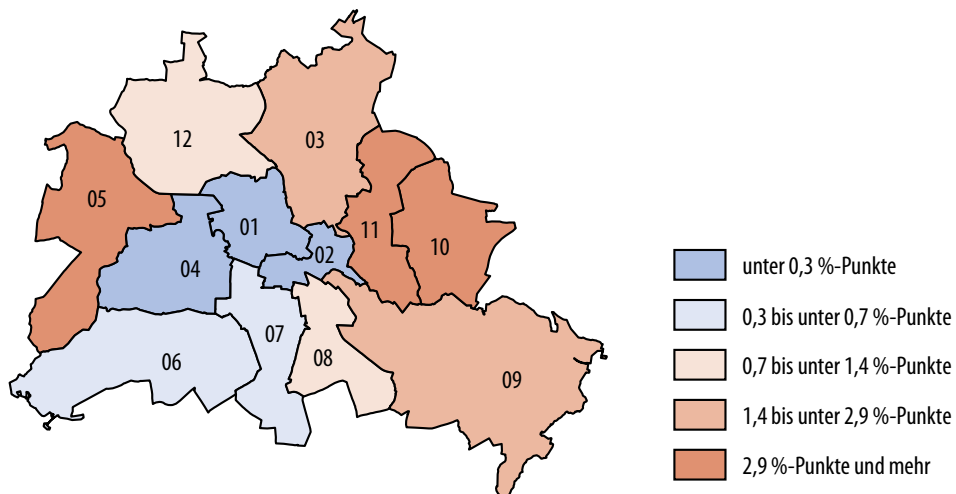 12
03
05
01
11
02
10
04
07
06
08
09
unter 0,3 %-Punkte
0,3 bis unter 0,7 %-Punkte
0,7 bis unter 1,4 %-Punkte
1,4 bis unter 2,9 %-Punkte
2,9 %-Punkte und mehr